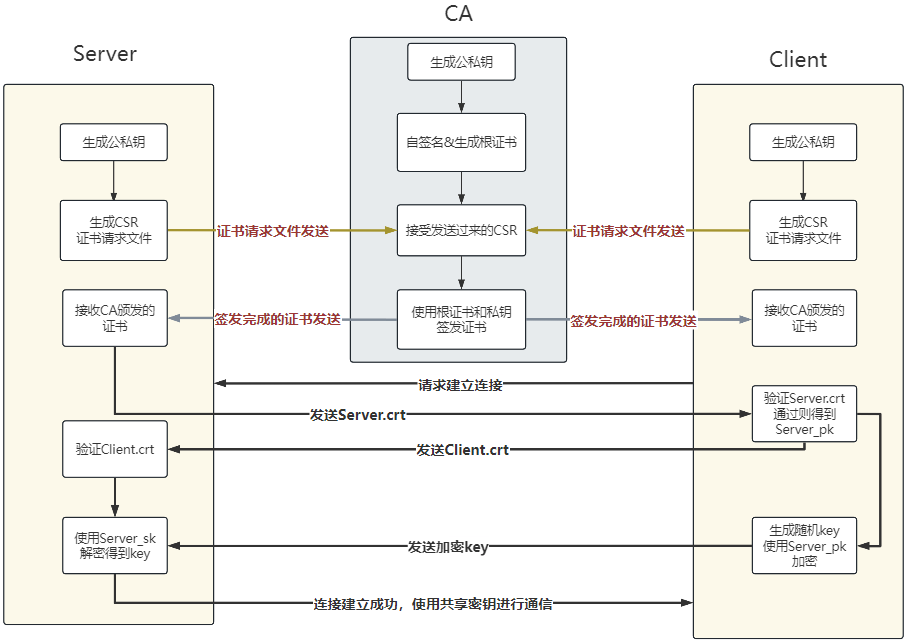 CA
Server
Client
生成公私钥
自签名&生成根证书
接受发送过来的CSR
使用根证书和私钥
签发证书
生成公私钥
生成CSR
证书请求文件
接收CA颁发的
证书
生成公私钥
生成CSR
证书请求文件
接收CA颁发的
证书
证书请求文件发送
证书请求文件发送
签发完成的证书发送
签发完成的证书发送
请求建立连接
发送Server.crt
验证Server.crt
通过则得到
Server_pk
发送Client.crt
验证Client.crt
生成随机key
使用Server_pk
加密
发送加密key
使用Server_sk
解密得到key
连接建立成功，使用共享密钥进行通信